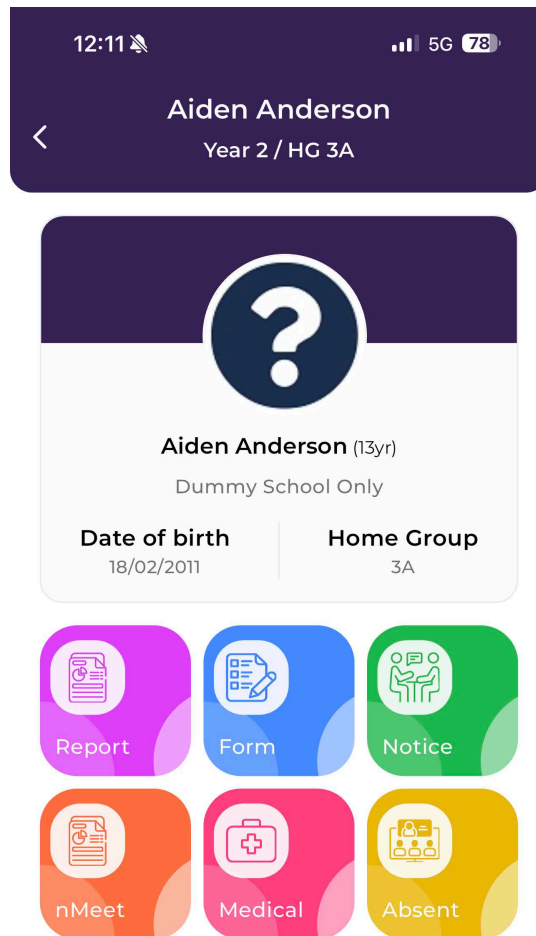 12:11 5G 78
Aiden Anderson
Year 2 / HG 3A
?
Aiden Anderson (13yr)
Dummy School Only
Date of birth Home Group
18/02/2011 3A
Report Form Notice
nMeet Medical Absent